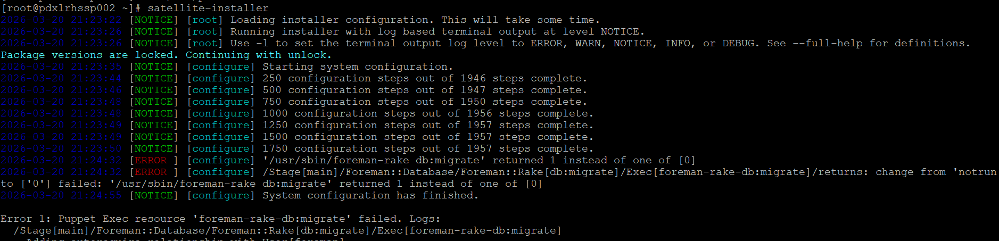 [root@pdxlrhssp002 ~]# satellite-installer
2026-03-20 21:23:22 [NOTICE] [root] Loading installer configuration. This will take some time.
2026-03-20 21:23:26 [NOTICE] [root] Running installer with log based terminal output at level NOTICE.
2026-03-20 21:23:26 [NOTICE] [root] Use -l to set the terminal output log level to ERROR, WARN, NOTICE, INFO, or DEBUG. See --full-help for definitions.
Package versions are locked. Continuing with unlock.
2026-03-20 21:23:35 [NOTICE] [configure] Starting system configuration.
2026-03-20 21:23:44 [NOTICE] [configure] 250 configuration steps out of 1946 steps complete.
2026-03-20 21:23:46 [NOTICE] [configure] 500 configuration steps out of 1947 steps complete.
2026-03-20 21:23:48 [NOTICE] [configure] 750 configuration steps out of 1950 steps complete.
2026-03-20 21:23:48 [NOTICE] [configure] 1000 configuration steps out of 1956 steps complete.
2026-03-20 21:23:49 [NOTICE] [configure] 1250 configuration steps out of 1957 steps complete.
2026-03-20 21:23:49 [NOTICE] [configure] 1500 configuration steps out of 1957 steps complete.
2026-03-20 21:23:50 [NOTICE] [configure] 1750 configuration steps out of 1957 steps complete.
2026-03-20 21:24:32 [ERROR ] [configure] '/usr/sbin/foreman-rake db:migrate' returned 1 instead of one of [0]
2026-03-20 21:24:32 [ERROR ] [configure] /Stage[main]/Foreman::Database/Foreman::Rake[db:migrate]/Exec[foreman-rake-db:migrate]/returns: change from 'notrun
to ['0'] failed: '/usr/sbin/foreman-rake db:migrate' returned 1 instead of one of [0]
2026-03-20 21:24:55 [NOTICE] [configure] System configuration has finished.
Error 1: Puppet Exec resource 'foreman-rake-db:migrate' failed. Logs:
/Stage[main]/Foreman::Database/Foreman::Rake[db:migrate]/Exec[foreman-rake-db:migrate]
Adding autorequire relationship with User[foreman]